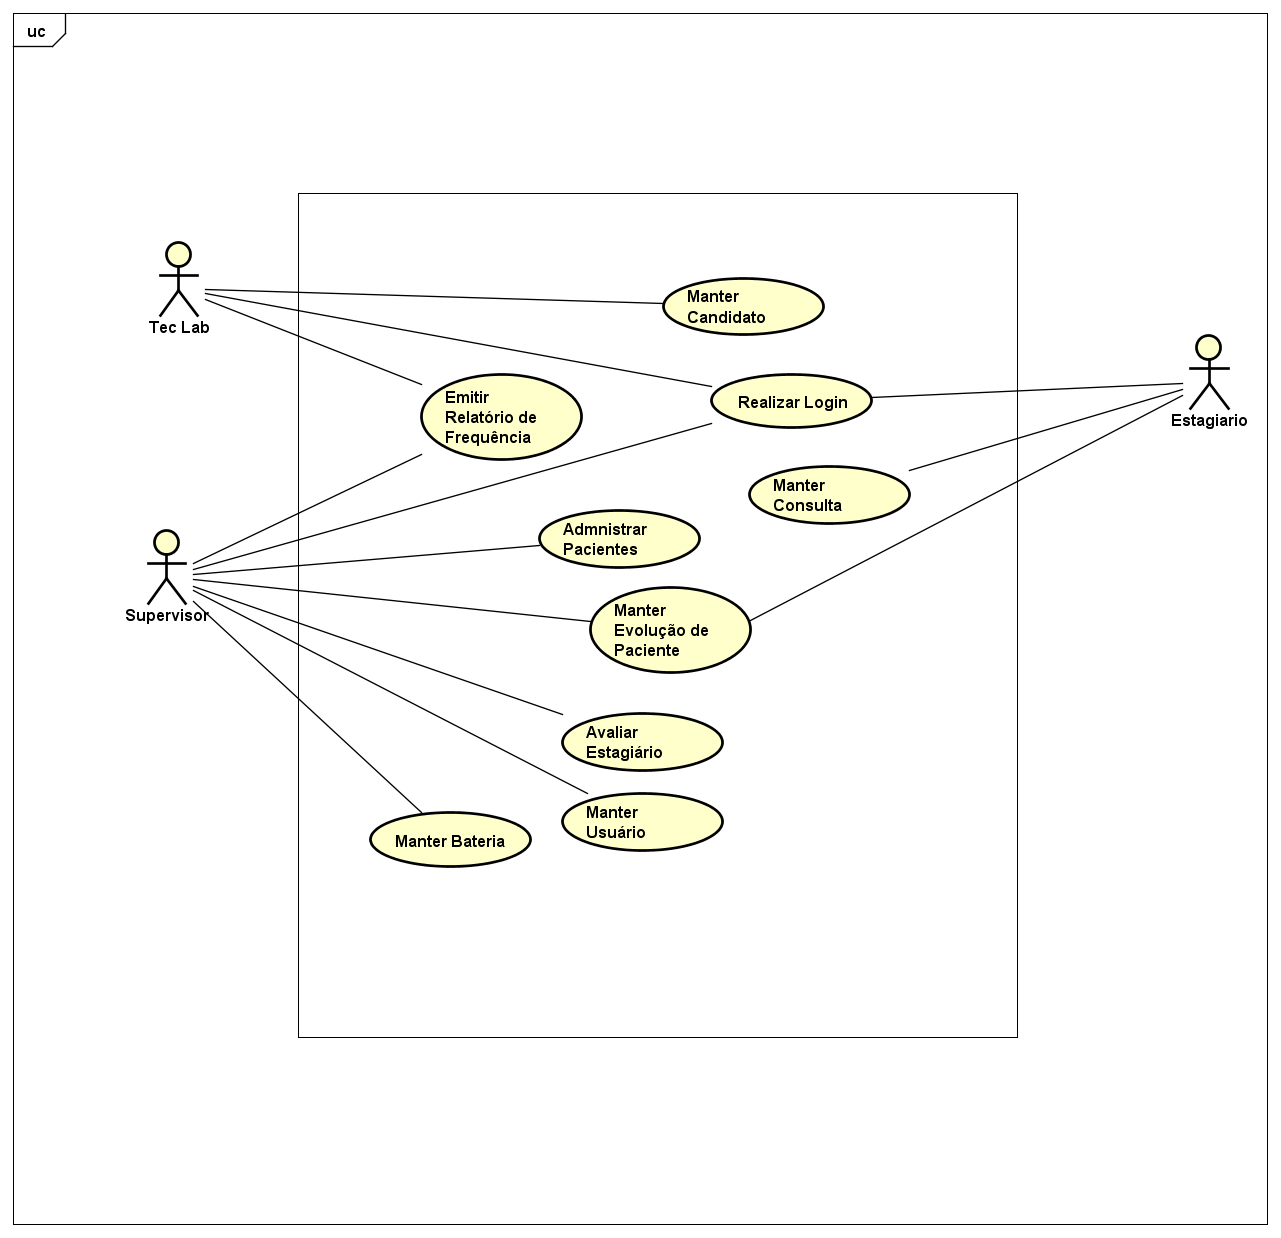 uc
Tec Lab
Manter
Candidato
Emitir
Relatório de
Frequência
Realizar Login
Estagiario
Manter
Consulta
Admnistrar
Pacientes
Supervisor
Manter
Evolução de
Paciente
Avaliar
Estagiário
Manter
Usuário
Manter Bateria